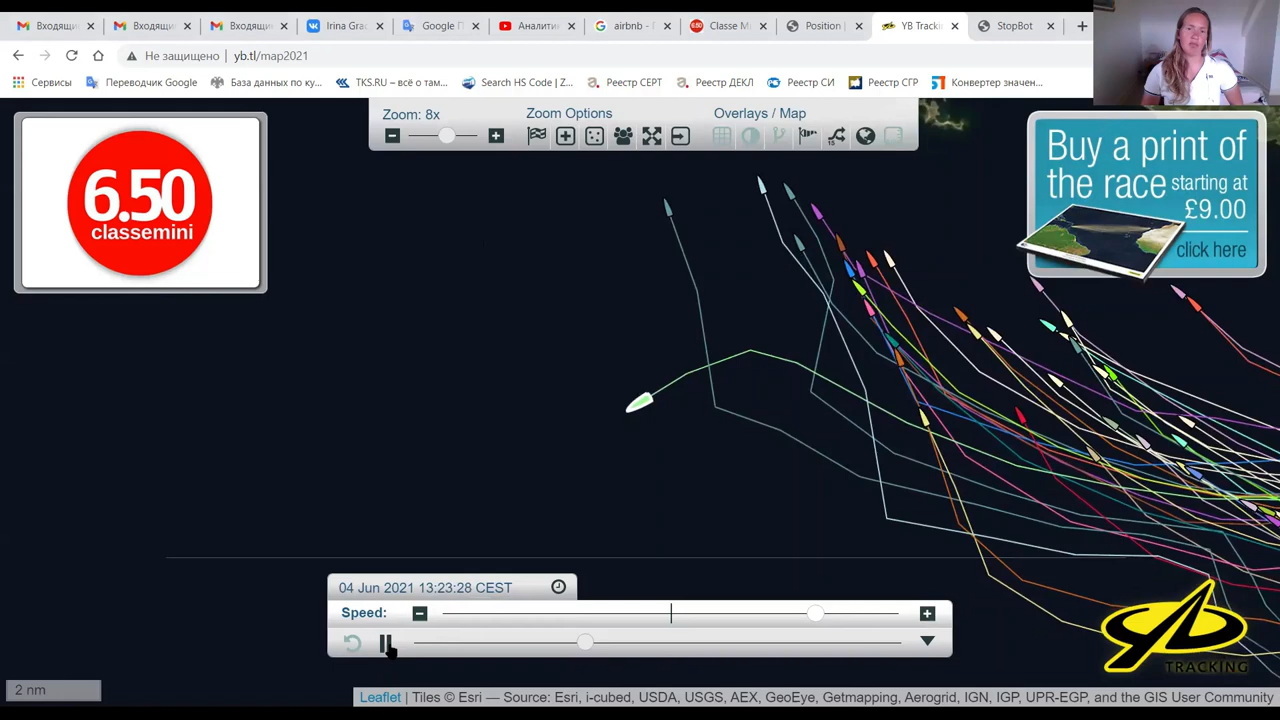 Входящи
Входящи
Входящи
Irina Grac
Google П
Аналити
airbnb - 
Classe M
Position
YB Tracki
StopBot
Не защищено | yb.tl/map2021
Сервисы
Переводчик Google
База данных по ку...
TKS.RU – всё о там...
Search HS Code | Z...
Реестр СЕРТ
Реестр ДЕКЛ
Реестр СИ
Реестр СГР
Конвертер значен...
6.50
classemini
Zoom: 8x
Zoom Options
Overlays / Map
15
Buy a print of
the race starting at
£9.00
click here
04 Jun 2021 13:23:28 CEST
Speed:
TRACKING
2 nm
Leaflet | Tiles © Esri — Source: Esri, i-cubed, USDA, USGS, AEX, GeoEye, Getmapping, Aerogrid, IGN, IGP, UPR-EGP, and the GIS User Community